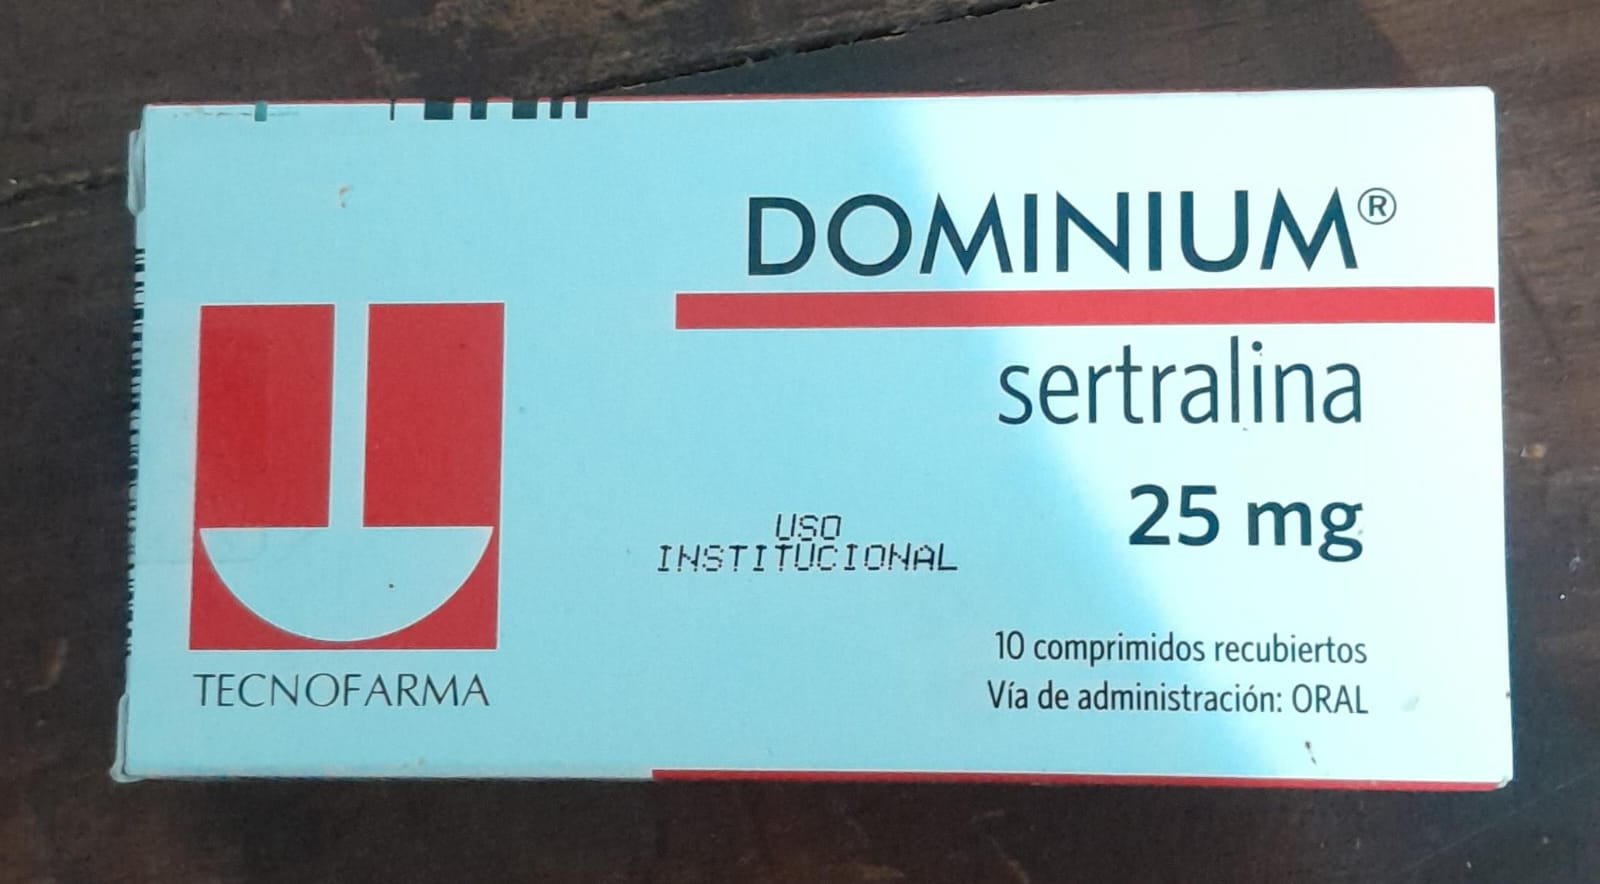 DOMINIUM®
sertralina
25 mg
USO
INSTITUCIONAL
10 comprimidos recubiertos
Vía de administración: ORAL
TECNOFARMA